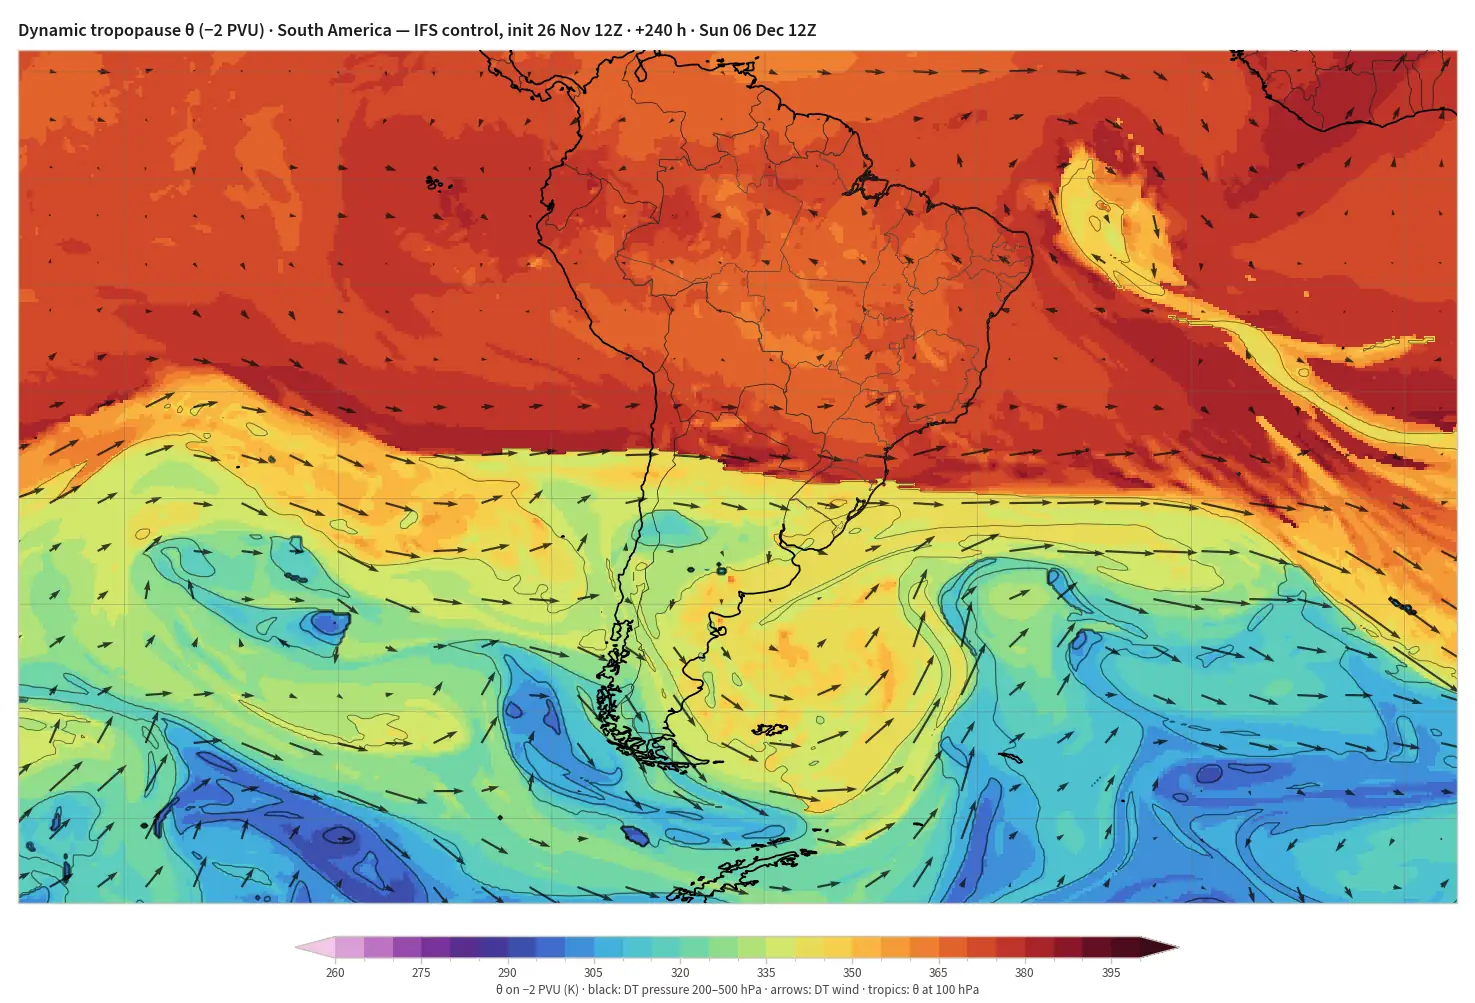 Dynamic tropopause θ (−2 PVU) · South America — IFS control, init 26 Nov 12Z · +240 h · Sun 06 Dec 12Z
260 275 290 305 320 335 350 365 380 395
θ on −2 PVU (K) · black: DT pressure 200–500 hPa · arrows: DT wind · tropics: θ at 100 hPa